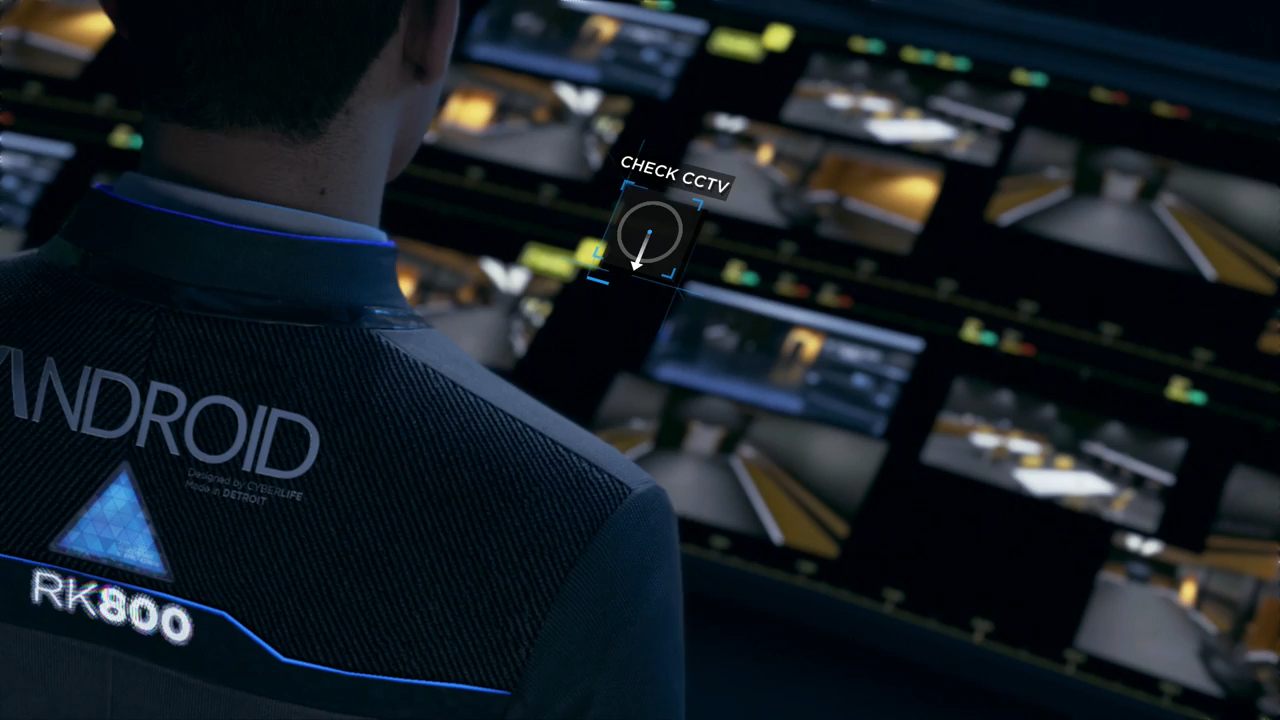 CHECK CCTV
ANDROID
Designed by CYBERLIFE
Made in DETROIT
RK800